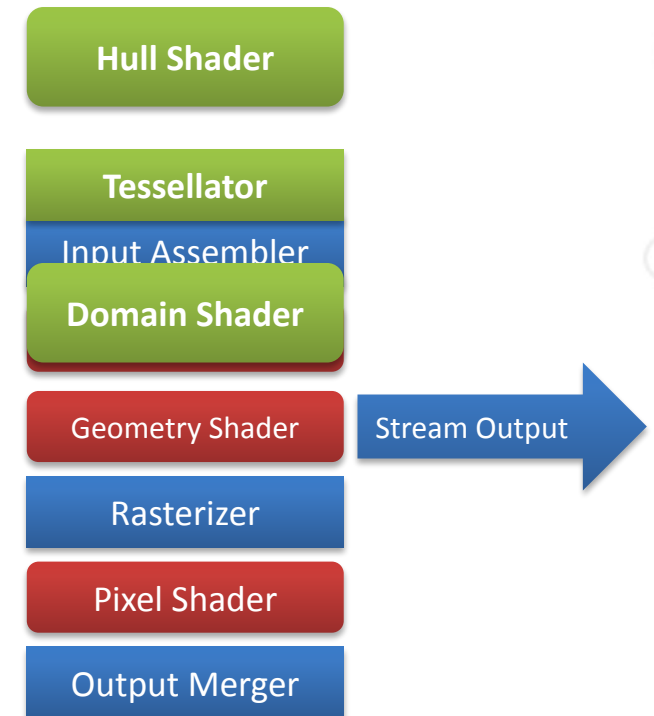 Hull Shader
Tessellator
Input Assembler
Domain Shader
Geometry Shader
Stream Output
Rasterizer
Pixel Shader
Output Merger